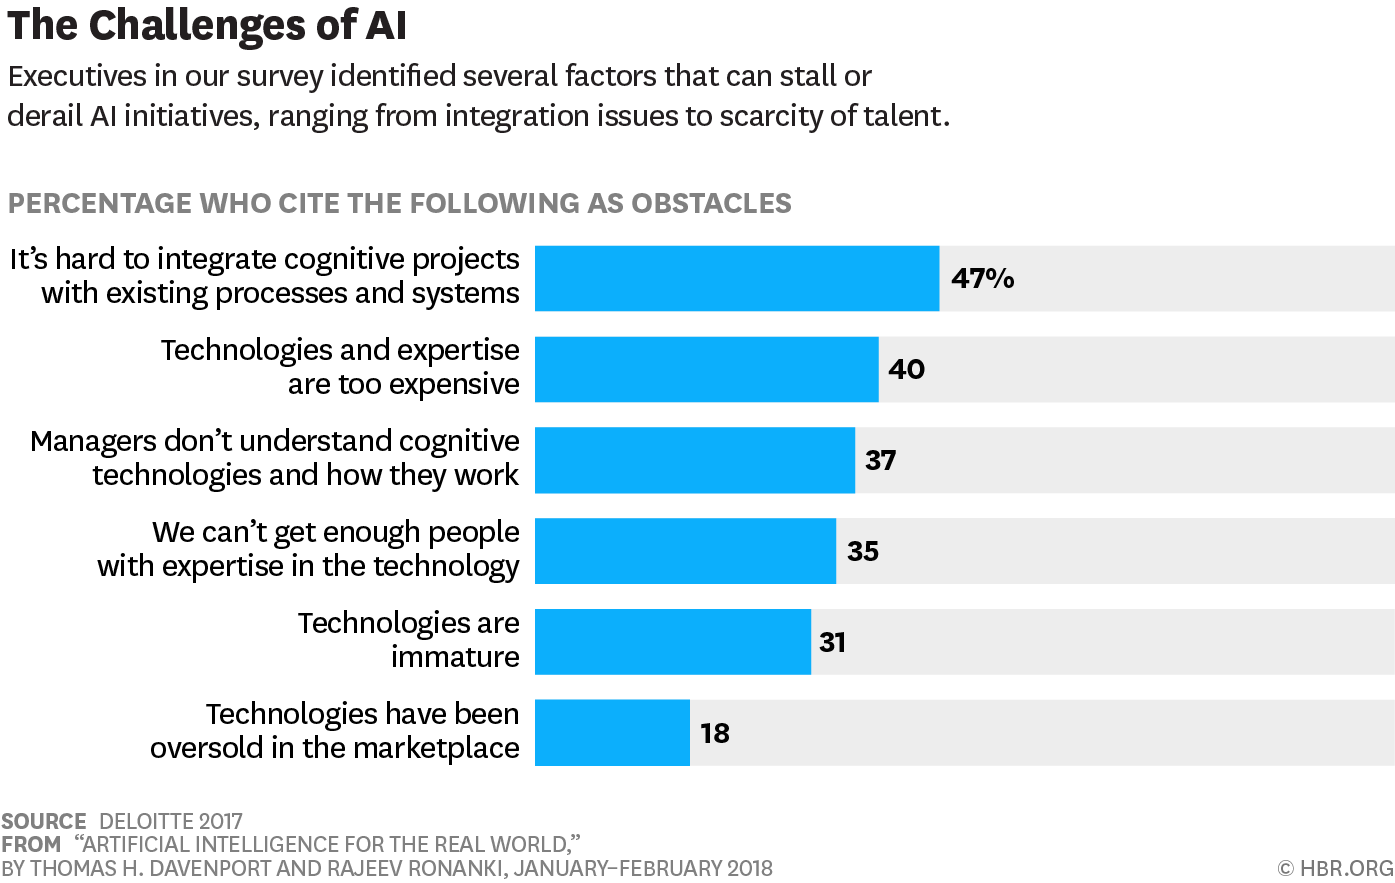 The Challenges of AI
Executives in our survey identified several factors that can stall or
derail AI initiatives, ranging from integration issues to scarcity of talent.
PERCENTAGE WHO CITE THE FOLLOWING AS OBSTACLES
It’s hard to integrate cognitive projects
with existing processes and systems
47%
Technologies and expertise
are too expensive
40
Managers don’t understand cognitive
technologies and how they work
37
We can’t get enough people
with expertise in the technology
35
Technologies are
immature
31
Technologies have been
oversold in the marketplace
18
SOURCE DELOITTE 2017
FROM “ARTIFICIAL INTELLIGENCE FOR THE REAL WORLD,”
BY THOMAS H. DAVENPORT AND RAJEEV RONANKI, JANUARY–FEBRUARY 2018
© HBR.ORG